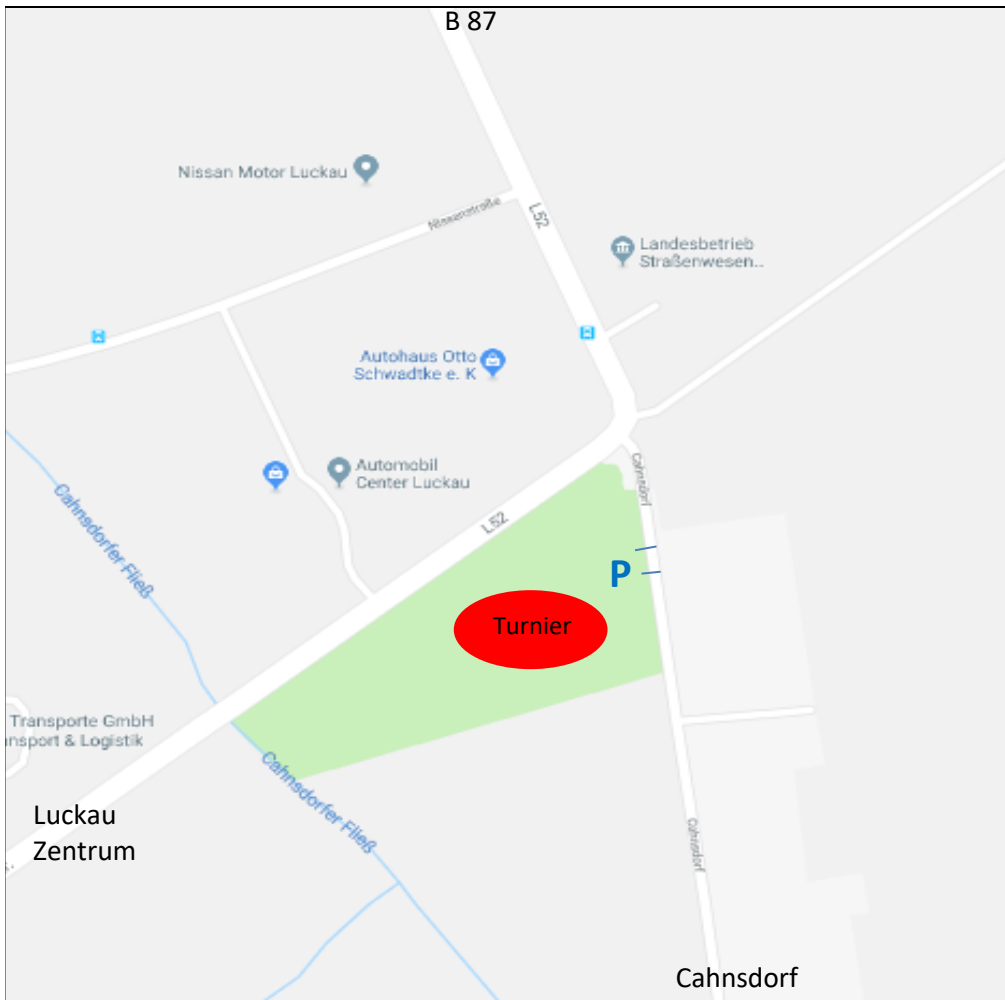 B 87
Nissan Motor Luckau
Nissanstraße
L52
Landesbetrieb
Straßenwesen...
H
H
Autohaus Otto
Schwadtke e. K
Automobil
Center Luckau
Cahnsdorf
L52
Cahnsdorfer Fließ
P
Turnier
Transporte GmbH
nsport & Logistik
Cahnsdorfer Fließ
Luckau
Zentrum
Cahnsdorf
Cahnsdorf